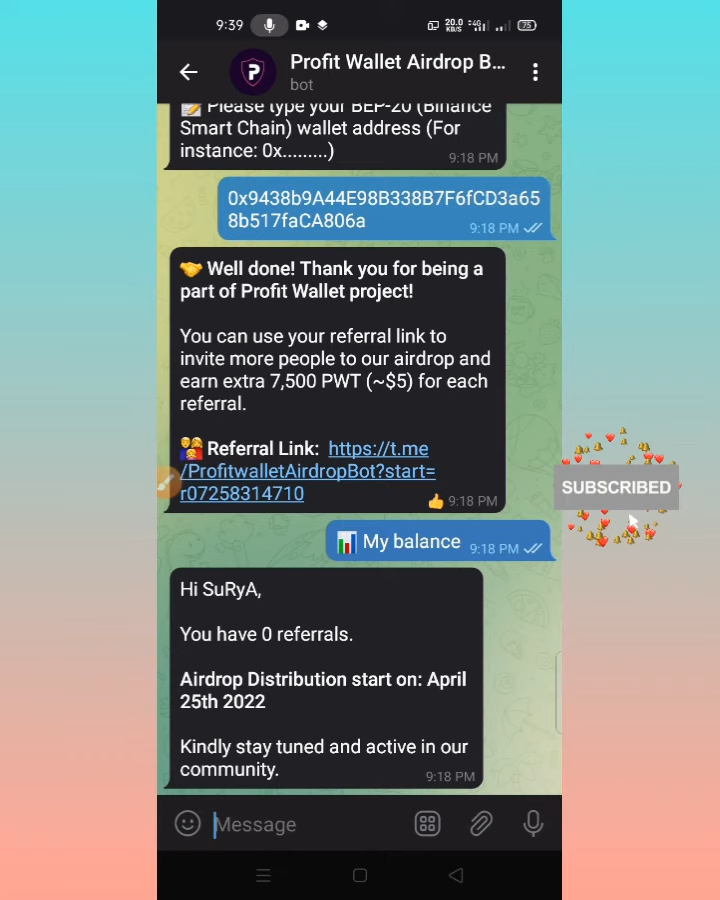 9:39
20.0
KB/S
4G
75
Profit Wallet Airdrop B...
bot
📝 Please type your BEP-20 (Binance
Smart Chain) wallet address (For
instance: 0x.........)
9:18 PM
0x9438b9A44E98B338B7F6fCD3a65
8b517faCA806a
9:18 PM
🤝 Well done! Thank you for being a
part of Profit Wallet project!
You can use your referral link to
invite more people to our airdrop and
earn extra 7,500 PWT (~$5) for each
referral.
👨‍👩‍👧‍👦 Referral Link: https://t.me
/ProfitwalletAirdropBot?start=
r07258314710
👍 9:18 PM
SUBSCRIBED
📊 My balance 9:18 PM
Hi SuRyA,
You have 0 referrals.
Airdrop Distribution start on: April
25th 2022
Kindly stay tuned and active in our
community.
9:18 PM
Message